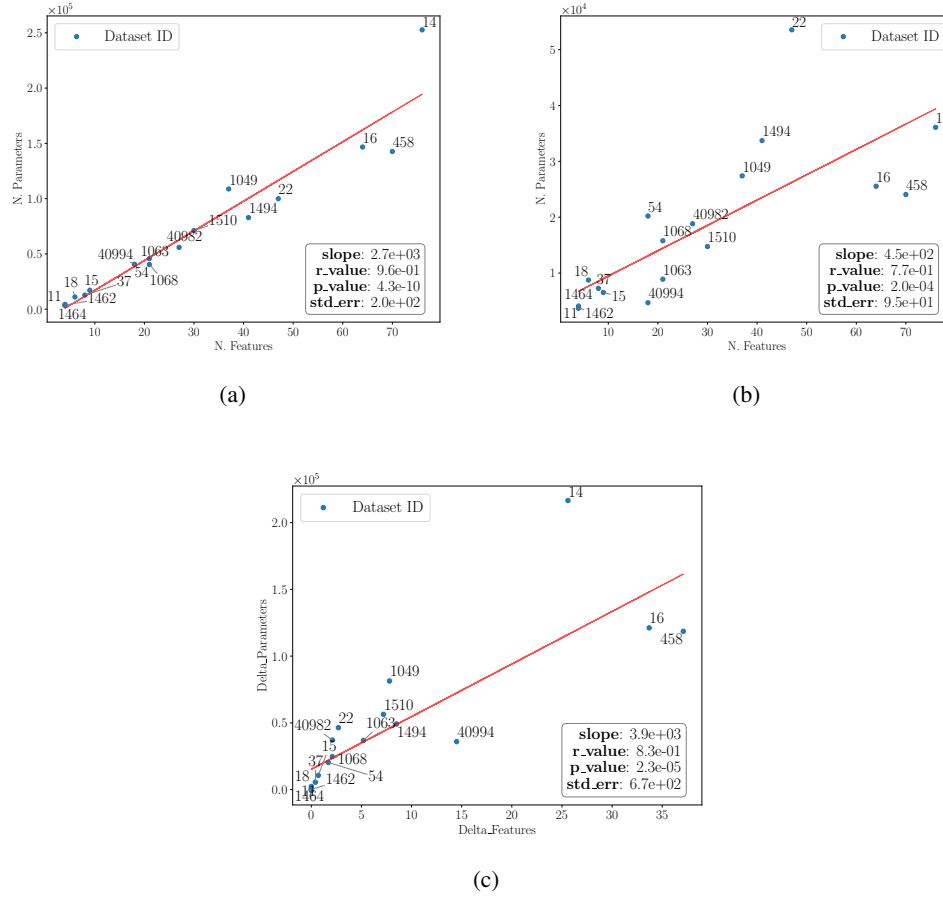 ×10⁵
Dataset ID
14
2.5
2.0
1.5
1.0
0.5
0.0
N. Parameters
16
458
1049
22
1494
1510
40982
40994
1063
54
1068
18
15
37
11
1462
1464
slope: 2.7e+03
r_value: 9.6e-01
p_value: 4.3e-10
std_err: 2.0e+02
10 20 30 40 50 60 70
N. Features
(a)
×10⁴
22
Dataset ID
5
4
3
2
1
N. Parameters
1494
1
1049
16
458
54
40982
1068
1510
18
37
1063
1464
15
40994
11
1462
slope: 4.5e+02
r_value: 7.7e-01
p_value: 2.0e-04
std_err: 9.5e+01
10 20 30 40 50 60 70
N. Features
(b)
×10⁵
Dataset ID
14
2.0
1.5
1.0
0.5
0.0
Delta_Parameters
16
458
1049
1510
22
40982
1063
1494
40994
15
37
1068
54
18
1462
1464
slope: 3.9e+03
r_value: 8.3e-01
p_value: 2.3e-05
std_err: 6.7e+02
0 5 10 15 20 25 30 35
Delta_Features
(c)